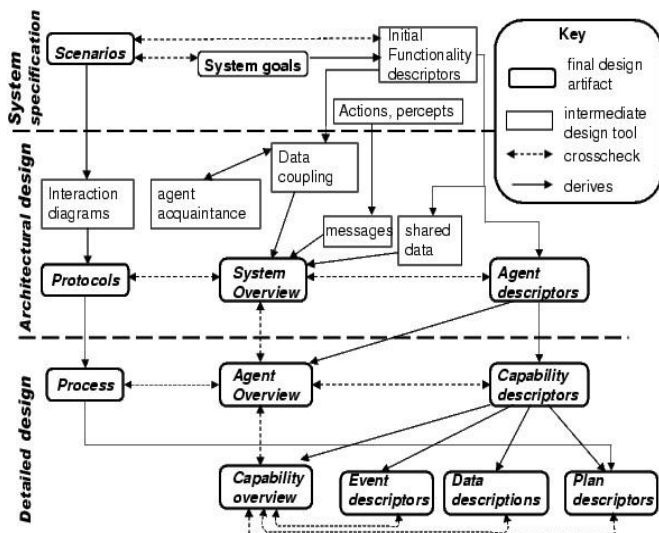 System
specification
Scenarios
System goals
Initial
Functionality
descriptors
Actions, percepts
Key
final design
artifact
intermediate
design tool
crosscheck
derives
Architectural design
Interaction
diagrams
agent
acquaintance
Data
coupling
messages
shared
data
Protocols
System
Overview
Agent
descriptors
Detailed design
Process
Agent
Overview
Capability
descriptors
Capability
overview
Event
descriptors
Data
descriptions
Plan
descriptors